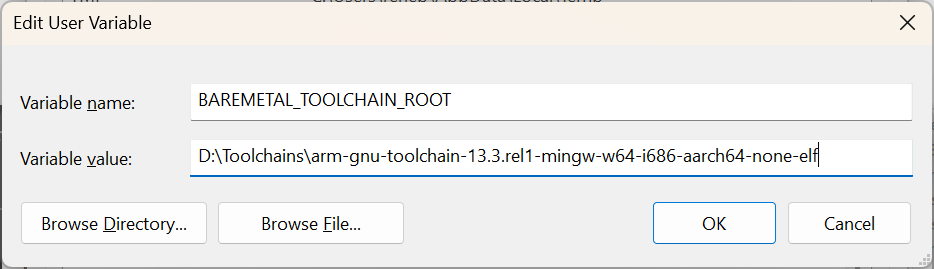 Edit User Variable
Variable name:
BAREMETAL_TOOLCHAIN_ROOT
Variable value:
D:\Toolchains\arm-gnu-toolchain-13.3.rel1-mingw-w64-i686-aarch64-none-elf
Browse Directory...
Browse File...
OK
Cancel